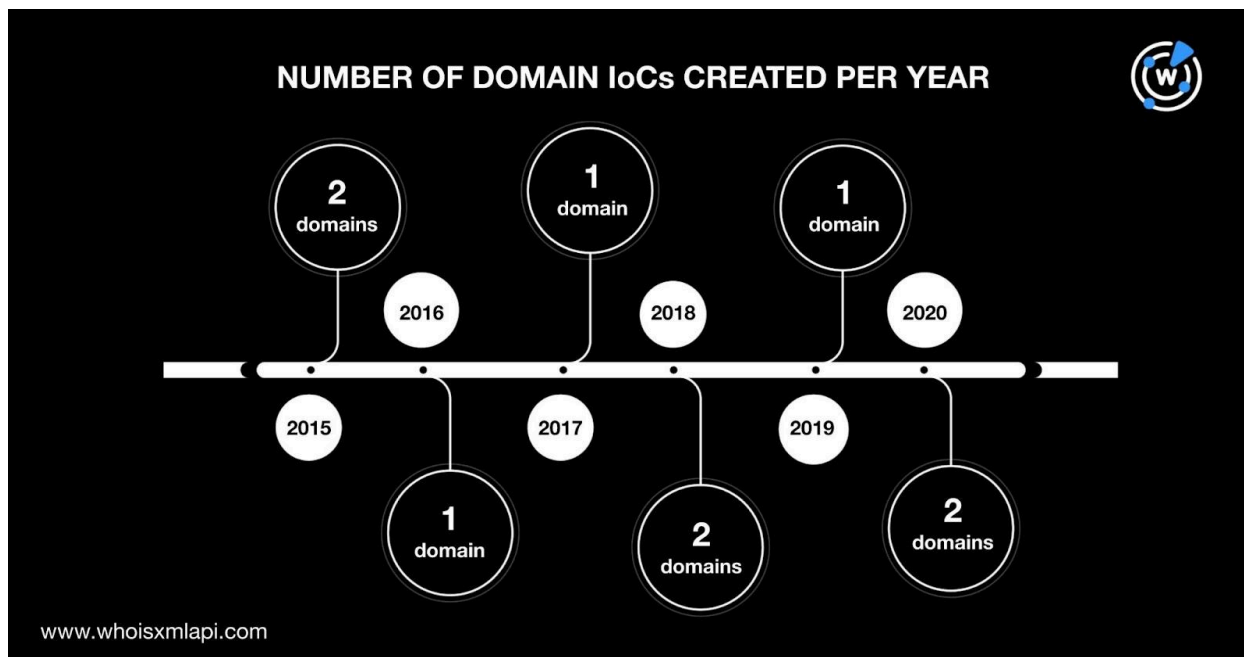 NUMBER OF DOMAIN IoCs CREATED PER YEAR
W
2
domains
1
domain
1
domain
2016
2018
2020
2015
2017
2019
1
domain
2
domains
2
domains
www.whoisxmlapi.com